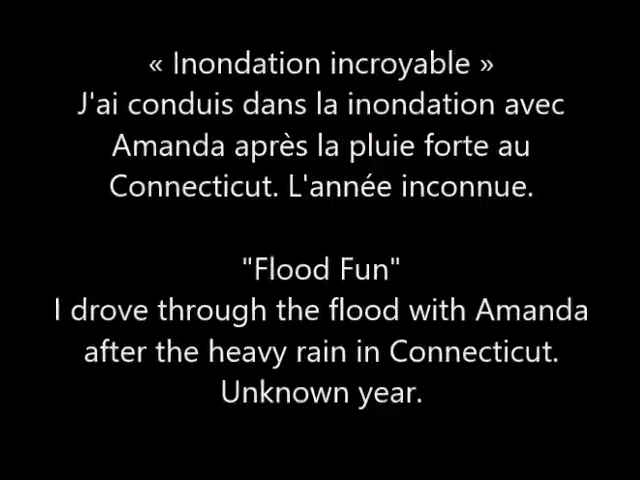 « Inondation incroyable »
J'ai conduis dans la inondation avec
Amanda après la pluie forte au
Connecticut. L'année inconnue.
"Flood Fun"
I drove through the flood with Amanda
after the heavy rain in Connecticut.
Unknown year.